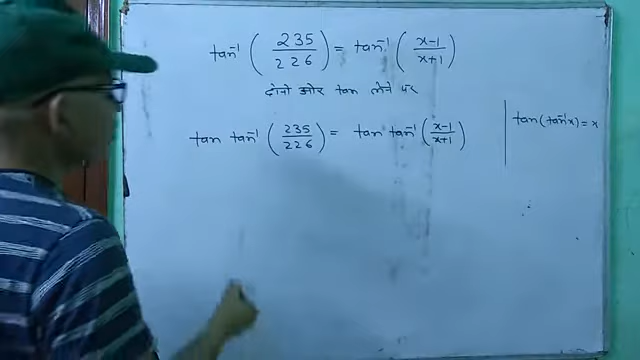 tan⁻¹ ( 235 / 226 ) = tan⁻¹ ( x-1 / x+1 )
दोनो ओर tan लेने पर
tan tan⁻¹ ( 235 / 226 ) = tan tan⁻¹ ( x-1 / x+1 )
tan(tan⁻¹x) = x